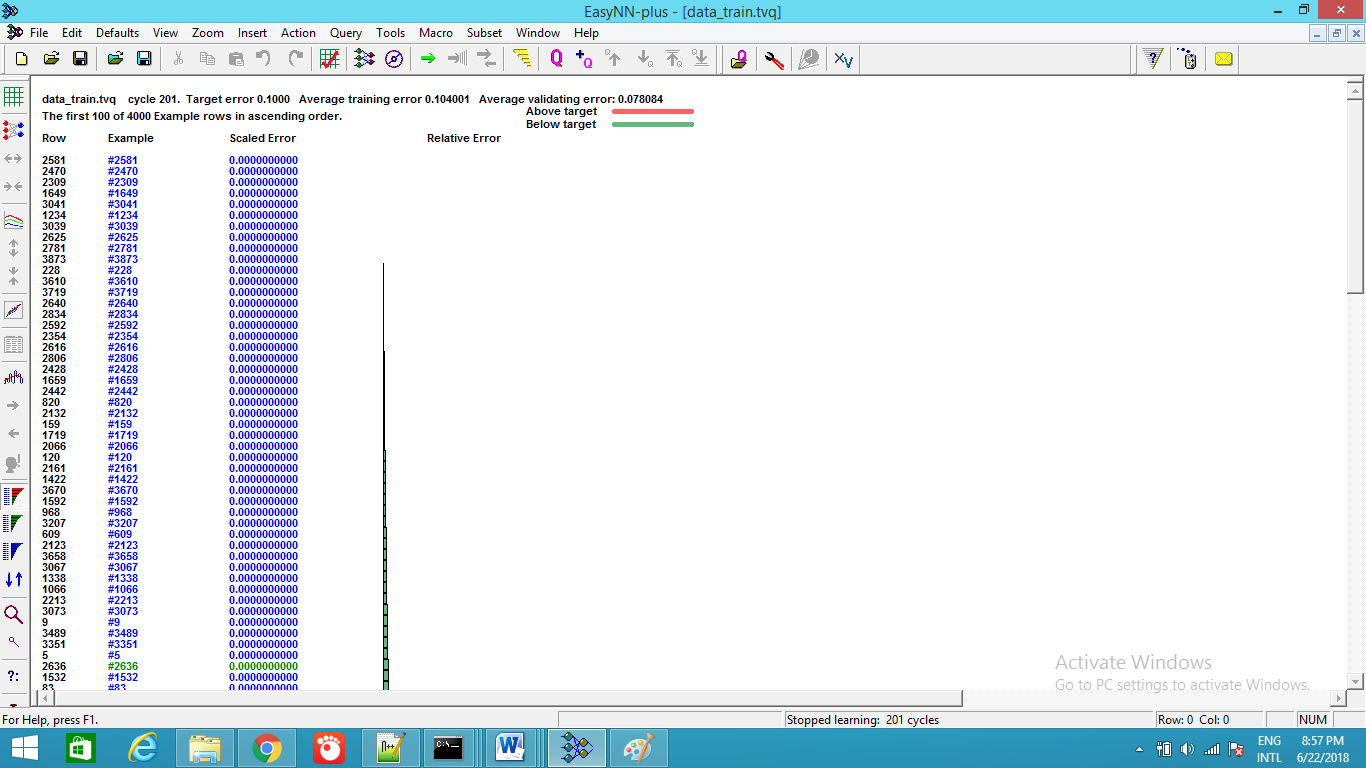 EasyNN-plus - [data_train.tvq]
File Edit Defaults View Zoom Insert Action Query Tools Macro Subset Window Help
data_train.tvq cycle 201. Target error 0.1000 Average training error 0.104001 Average validating error: 0.078084
The first 100 of 4000 Example rows in ascending order.
Above target
Below target
Row Example Scaled Error Relative Error
2581 #2581 0.0000000000
2470 #2470 0.0000000000
2309 #2309 0.0000000000
1649 #1649 0.0000000000
3041 #3041 0.0000000000
1234 #1234 0.0000000000
3039 #3039 0.0000000000
2625 #2625 0.0000000000
2781 #2781 0.0000000000
3873 #3873 0.0000000000
228 #228 0.0000000000
3610 #3610 0.0000000000
3719 #3719 0.0000000000
2640 #2640 0.0000000000
2834 #2834 0.0000000000
2592 #2592 0.0000000000
2354 #2354 0.0000000000
2616 #2616 0.0000000000
2806 #2806 0.0000000000
2428 #2428 0.0000000000
1659 #1659 0.0000000000
2442 #2442 0.0000000000
820 #820 0.0000000000
2132 #2132 0.0000000000
159 #159 0.0000000000
1719 #1719 0.0000000000
2066 #2066 0.0000000000
120 #120 0.0000000000
2161 #2161 0.0000000000
1422 #1422 0.0000000000
3670 #3670 0.0000000000
1592 #1592 0.0000000000
968 #968 0.0000000000
3207 #3207 0.0000000000
609 #609 0.0000000000
2123 #2123 0.0000000000
3658 #3658 0.0000000000
3067 #3067 0.0000000000
1338 #1338 0.0000000000
1066 #1066 0.0000000000
2213 #2213 0.0000000000
3073 #3073 0.0000000000
9 #9 0.0000000000
3489 #3489 0.0000000000
3351 #3351 0.0000000000
5 #5 0.0000000000
2636 #2636 0.0000000000
1532 #1532 0.0000000000
83 #83 0.0000000000
Activate Windows
Go to PC settings to activate Windows.
For Help, press F1.
Stopped learning: 201 cycles
Row: 0 Col: 0
NUM
ENG 8:57 PM
INTL 6/22/2018